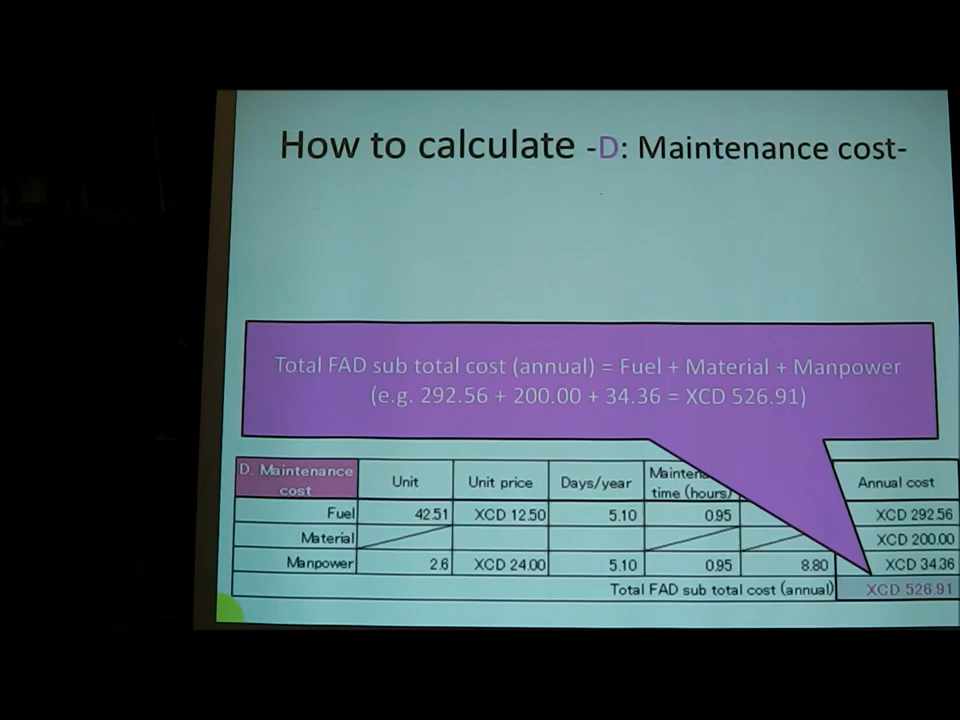 How to calculate -D: Maintenance cost-
Total FAD sub total cost (annual) = Fuel + Material + Manpower
(e.g. 292.56 + 200.00 + 34.36 = XCD 526.91)
D. Maintenance cost Unit Unit price Days/year time (hours) Annual cost
Fuel 42.51 XCD 12.50 5.10 0.95 XCD 292.56
Material XCD 200.00
Manpower 2.6 XCD 24.00 5.10 0.95 8.80 XCD 34.36
Total FAD sub total cost (annual) XCD 526.91